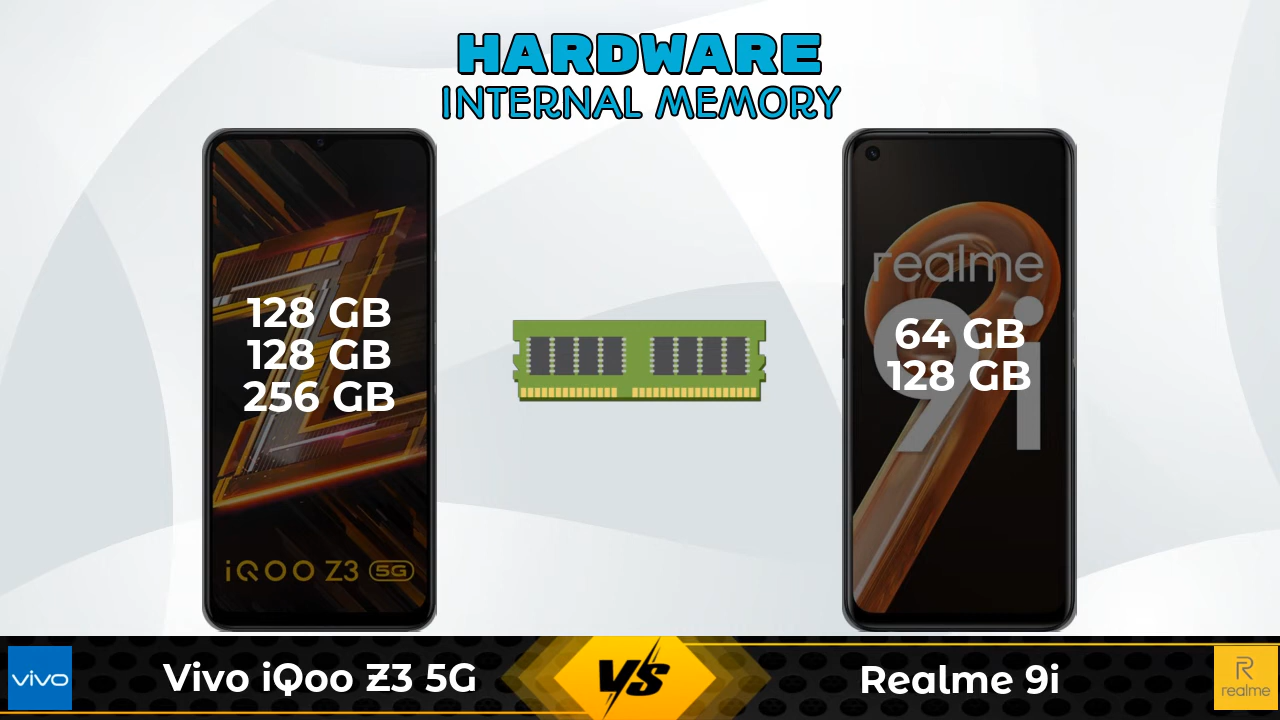 HARDWARE
INTERNAL MEMORY
128 GB
128 GB
256 GB
iQOO Z3 5G
realme
9i
64 GB
128 GB
vivo
Vivo iQoo Z3 5G
VS
Realme 9i
R
realme